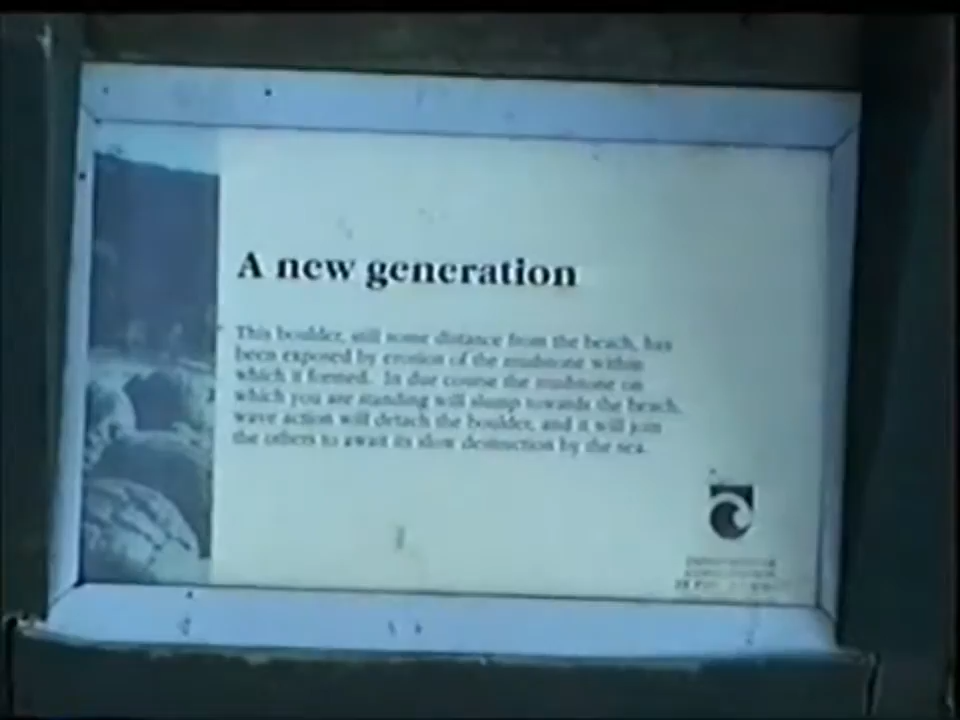 A new generation
This boulder, still some distance from the beach, has
been exposed by erosion of the mudstone within
which it formed. In due course the mudstone on
which you are standing will slump towards the beach,
wave action will detach the boulder, and it will join
the others to await its slow destruction by the sea.